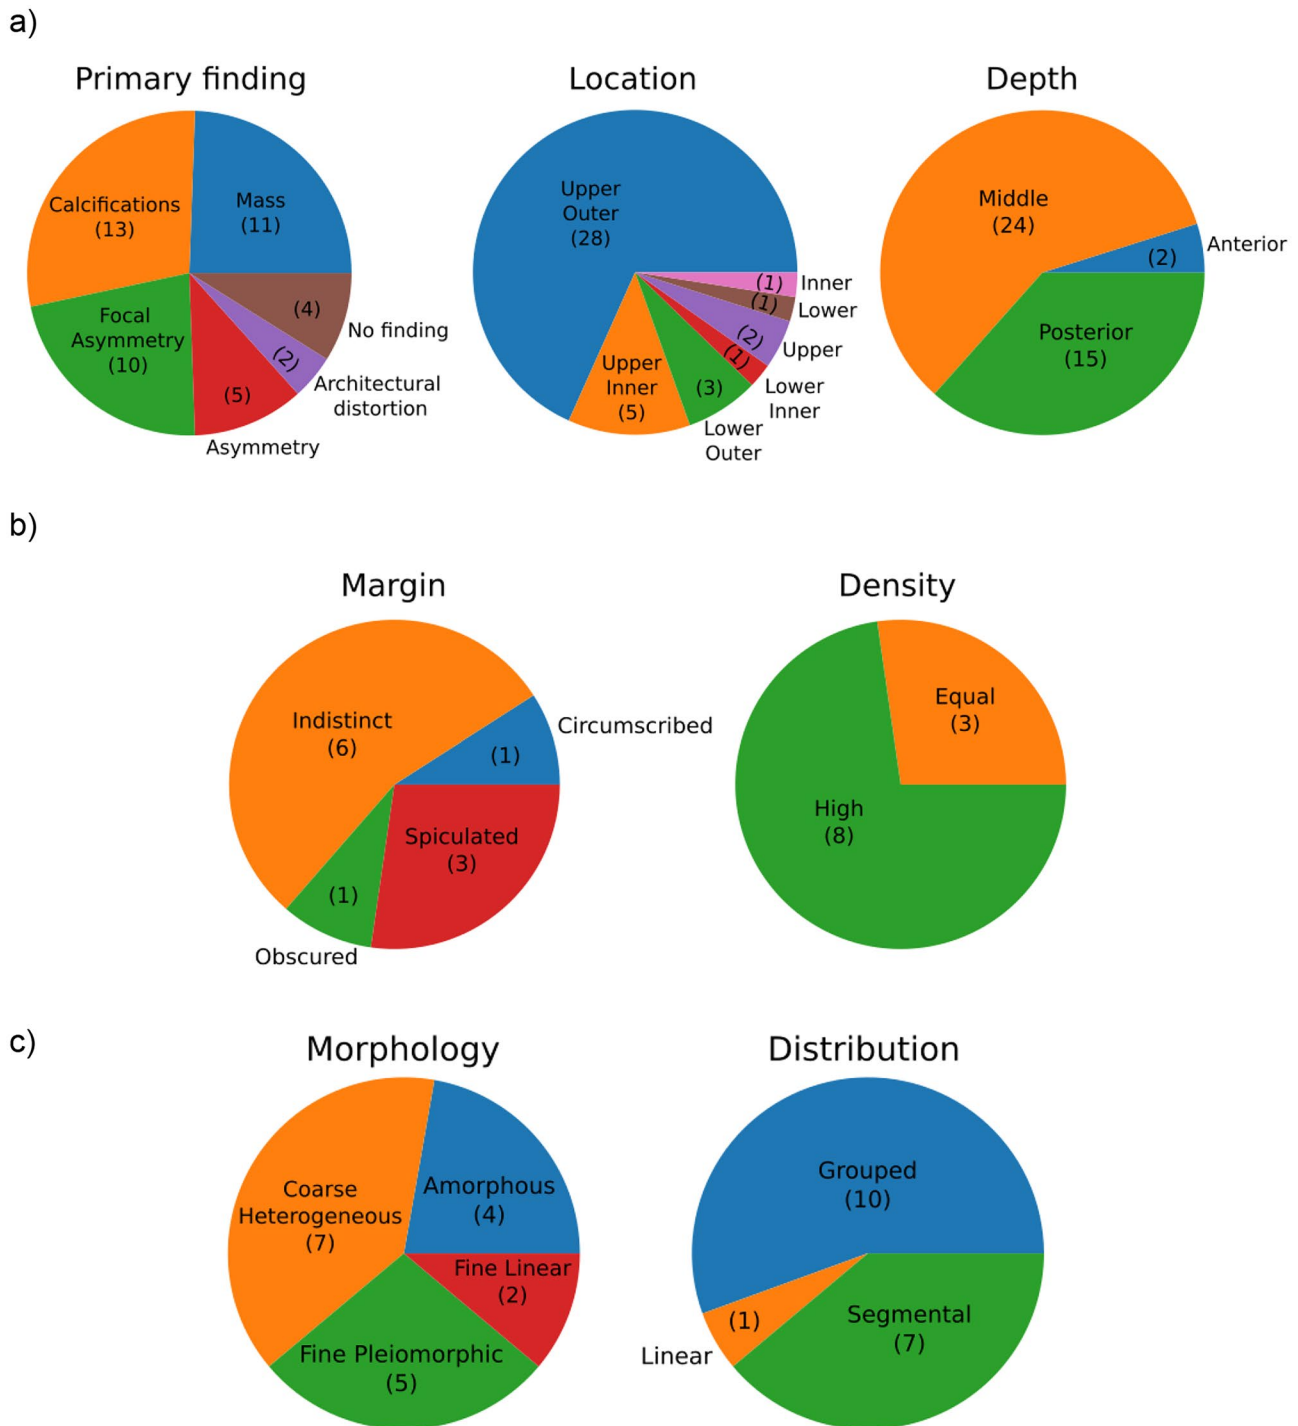 a)
Primary finding
Mass
(11)
Calcifications
(13)
Focal
Asymmetry
(10)
(5)
Asymmetry
(2)
Architectural
distortion
(4)
No finding
Location
Upper
Outer
(28)
Upper
Inner
(5)
(3)
Lower
Outer
(1)
Lower
Inner
(2)
Upper
(1)
Lower
(1)
Inner
Depth
Middle
(24)
(2)
Anterior
Posterior
(15)
b)
Margin
Indistinct
(6)
(1)
Circumscribed
Spiculated
(3)
(1)
Obscured
Density
Equal
(3)
High
(8)
c)
Morphology
Amorphous
(4)
Coarse
Heterogeneous
(7)
Fine Linear
(2)
Fine Pleiomorphic
(5)
Distribution
Grouped
(10)
(1)
Linear
Segmental
(7)